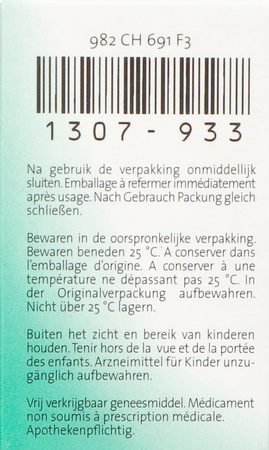 982 CH 691 F3
1307-933
Na gebruik de verpakking onmiddellijk
sluiten. Emballage à refermer immédiatement
après usage. Nach Gebrauch Packung gleich
schließen.
Bewaren in de oorspronkelijke verpakking.
Bewaren beneden 25 °C. A conserver dans
l'emballage d'origine. A conserver à une
température ne dépassant pas 25 °C. In
der Originalverpackung aufbewahren.
Nicht über 25 °C lagern.
Buiten het zicht en bereik van kinderen
houden. Tenir hors de la vue et de la portée
des enfants. Arzneimittel für Kinder unzu-
gänglich aufbewahren.
Vrij verkrijgbaar geneesmiddel. Médicament
non soumis à prescription médicale.
Apothekenpflichtig.